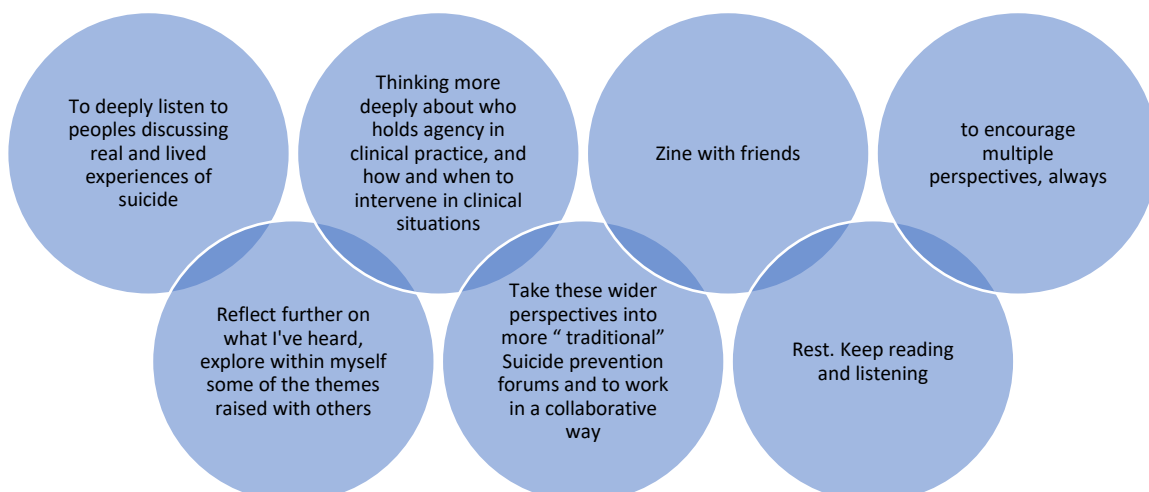 To deeply listen to
peoples discussing
real and lived
experiences of
suicide
Thinking more
deeply about who
holds agency in
clinical practice, and
how and when to
intervene in clinical
situations
Zine with friends
to encourage
multiple
perspectives, always
Reflect further on
what I've heard,
explore within myself
some of the themes
raised with others
Take these wider
perspectives into
more “ traditional”
Suicide prevention
forums and to work
in a collaborative
way
Rest. Keep reading
and listening